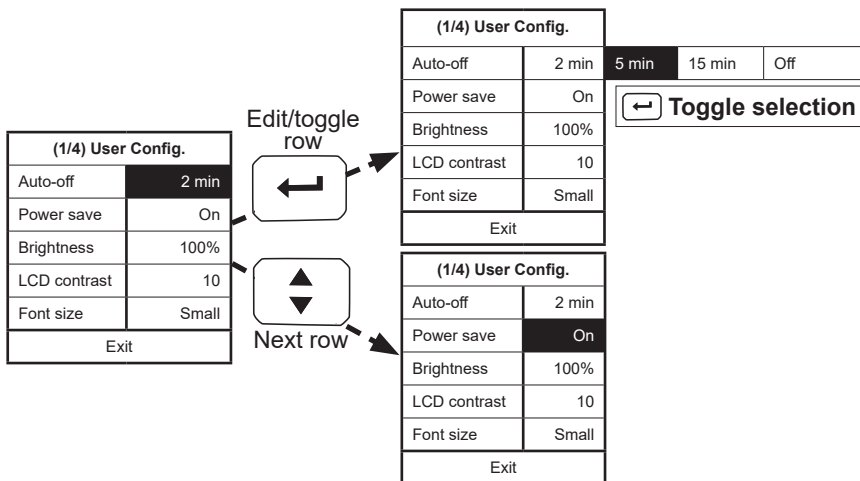 (1/4) User Config.
Auto-off 2 min
Power save On
Brightness 100%
LCD contrast 10
Font size Small
Exit
Edit/toggle
row
Next row
(1/4) User Config.
Auto-off 2 min 5 min 15 min Off
Power save On
Toggle selection
Brightness 100%
LCD contrast 10
Font size Small
Exit
(1/4) User Config.
Auto-off 2 min
Power save On
Brightness 100%
LCD contrast 10
Font size Small
Exit